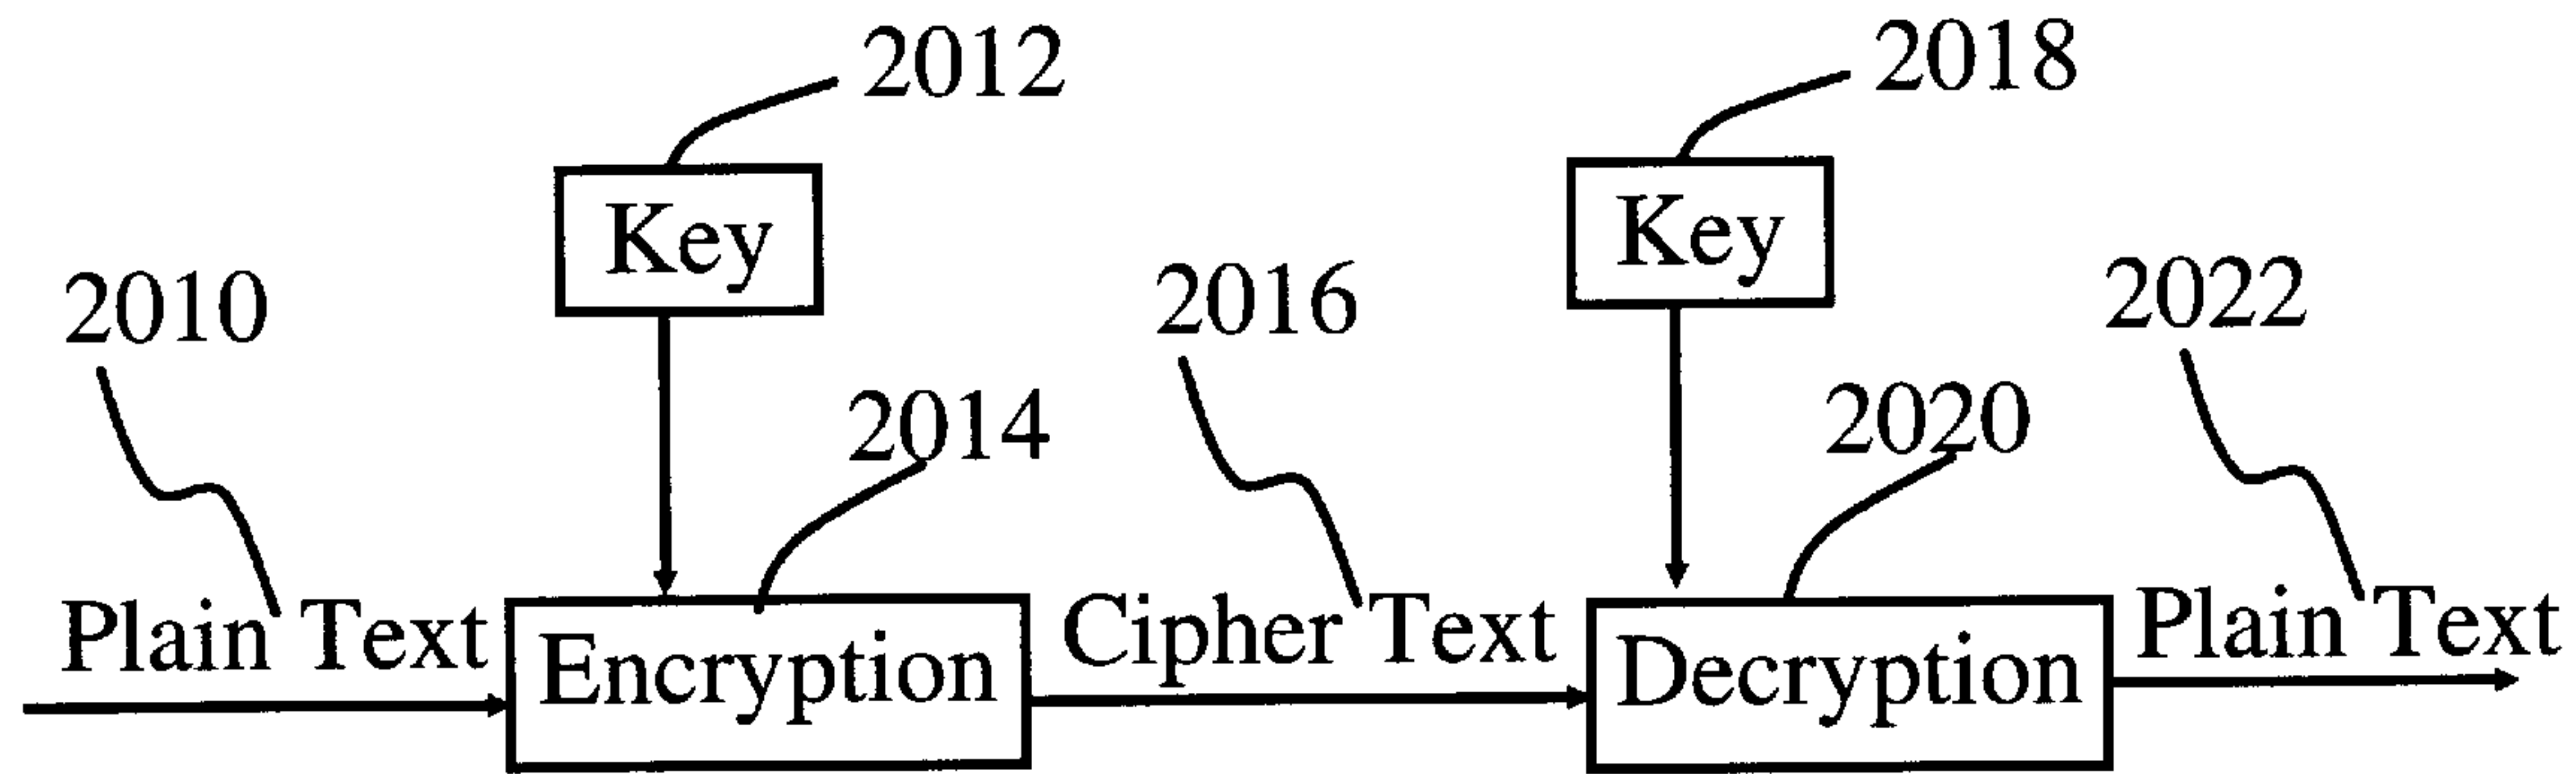 2012
2018
Key
Key
2010
2016
2022
2014
2020
Plain Text
Encryption
Cipher Text
Decryption
Plain Text